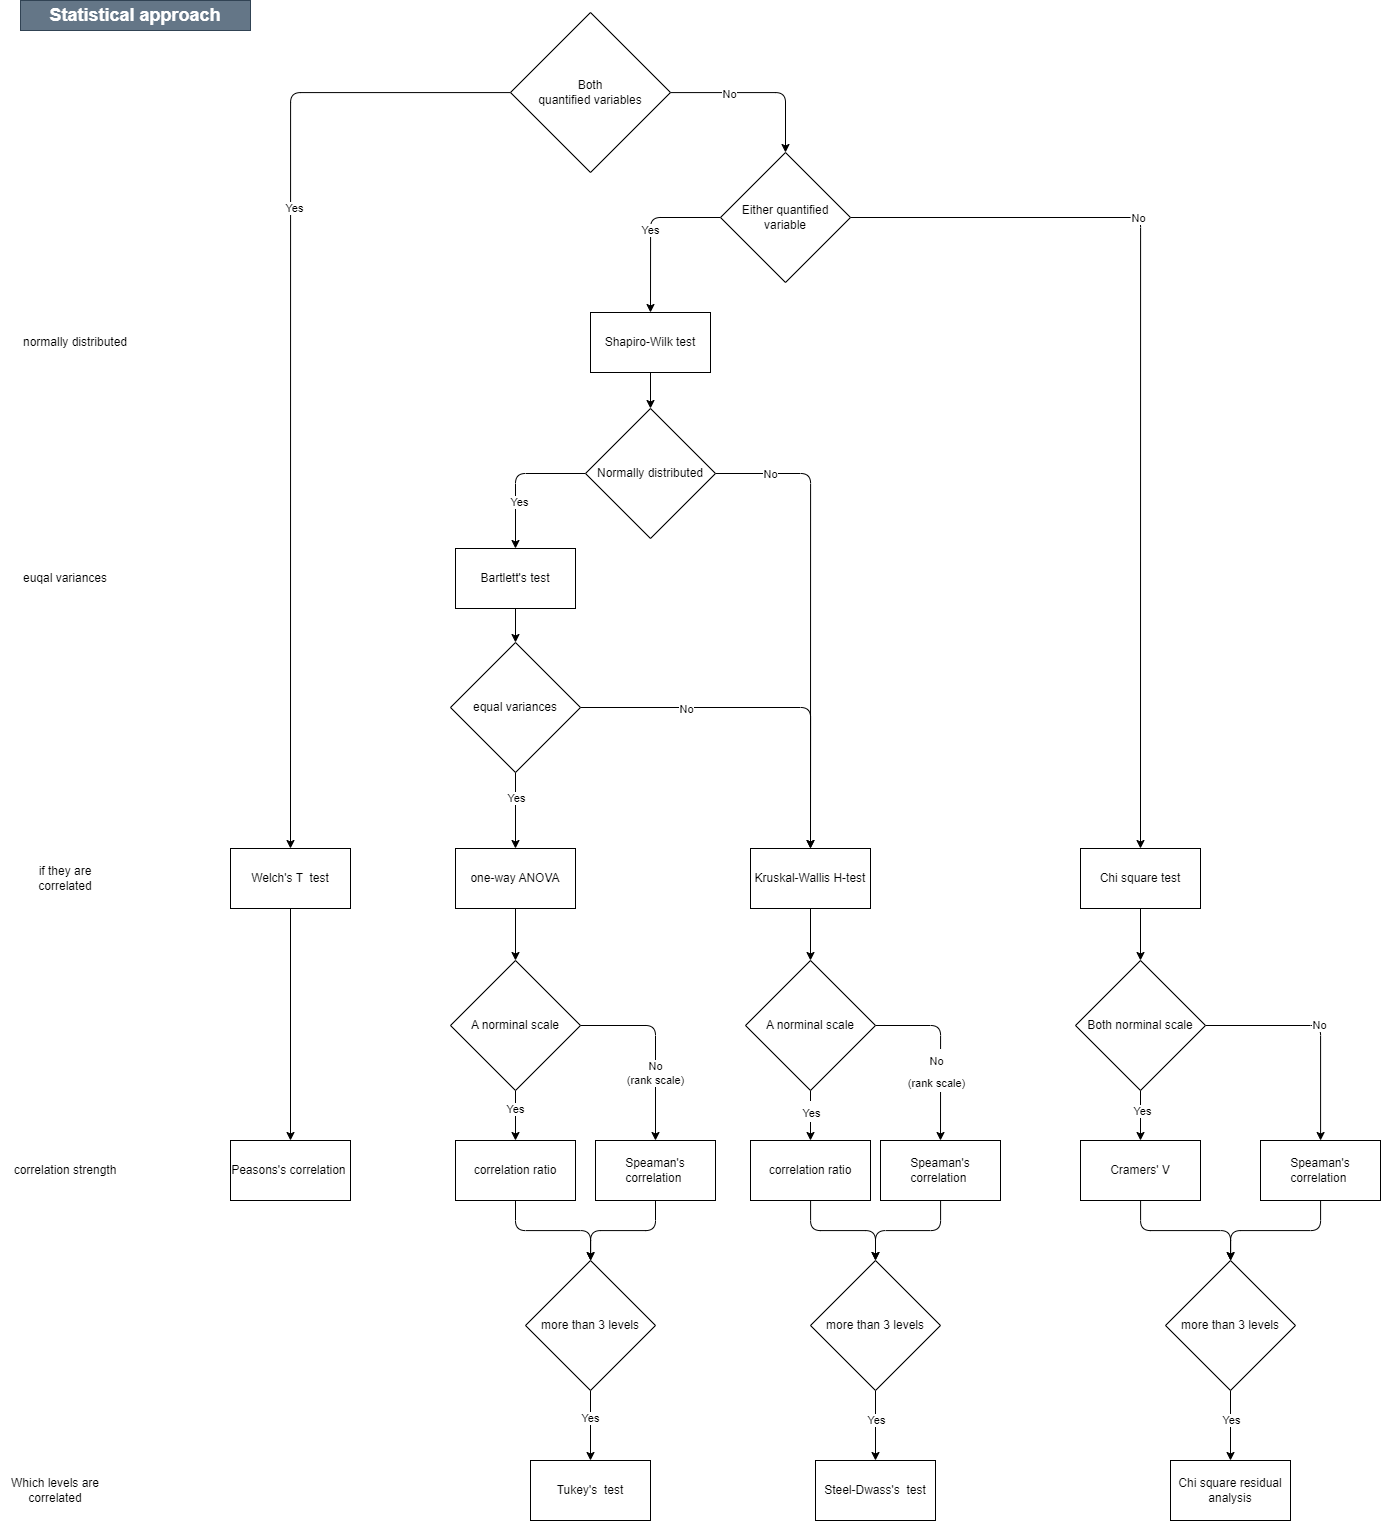 Statistical approach
Both
quantified variables
No
Yes
Either quantified
variable
Yes
No
normally distributed
Shapiro-Wilk test
Normally distributed
No
Yes
euqal variances
Bartlett's test
equal variances
No
Yes
if they are
correlated
Welch's T  test
one-way ANOVA
Kruskal-Wallis H-test
Chi square test
A norminal scale
A norminal scale
Both norminal scale
No
No
(rank scale)
No
(rank scale)
Yes
Yes
Yes
correlation strength
Peasons's correlation
correlation ratio
Speaman's
correlation
correlation ratio
Speaman's
correlation
Cramers' V
Speaman's
correlation
more than 3 levels
more than 3 levels
more than 3 levels
Yes
Yes
Yes
Which levels are
correlated
Tukey's  test
Steel-Dwass's  test
Chi square residual
analysis